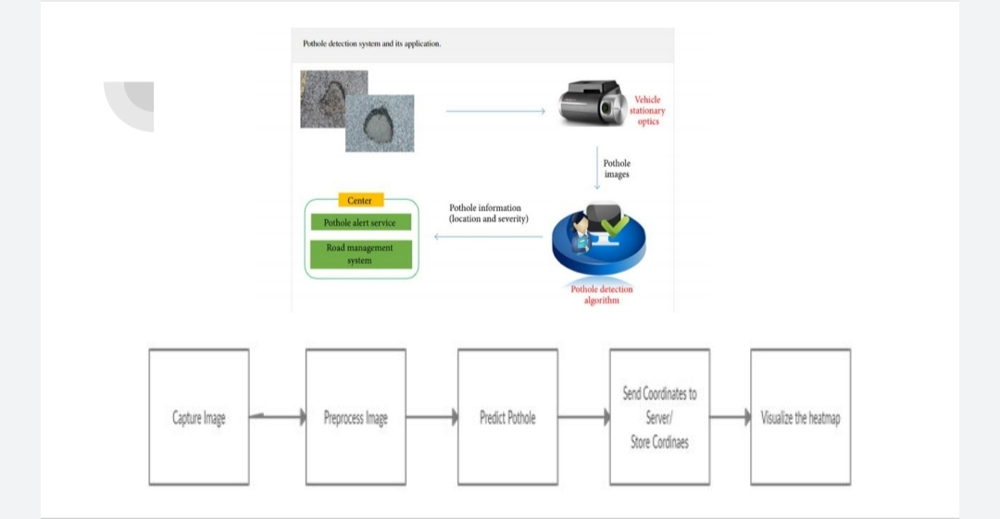 Pothole detection system and its application.
Vehicle
stationary
optics
Pothole
images
Pothole detection
algorithm
Pothole information
(location and severity)
Center
Pothole alert service
Road management
system
Capture Image
Preprocess Image
Predict Pothole
Send Coordinates to
Server/
Store Cordinaes
Visualize the heatmap